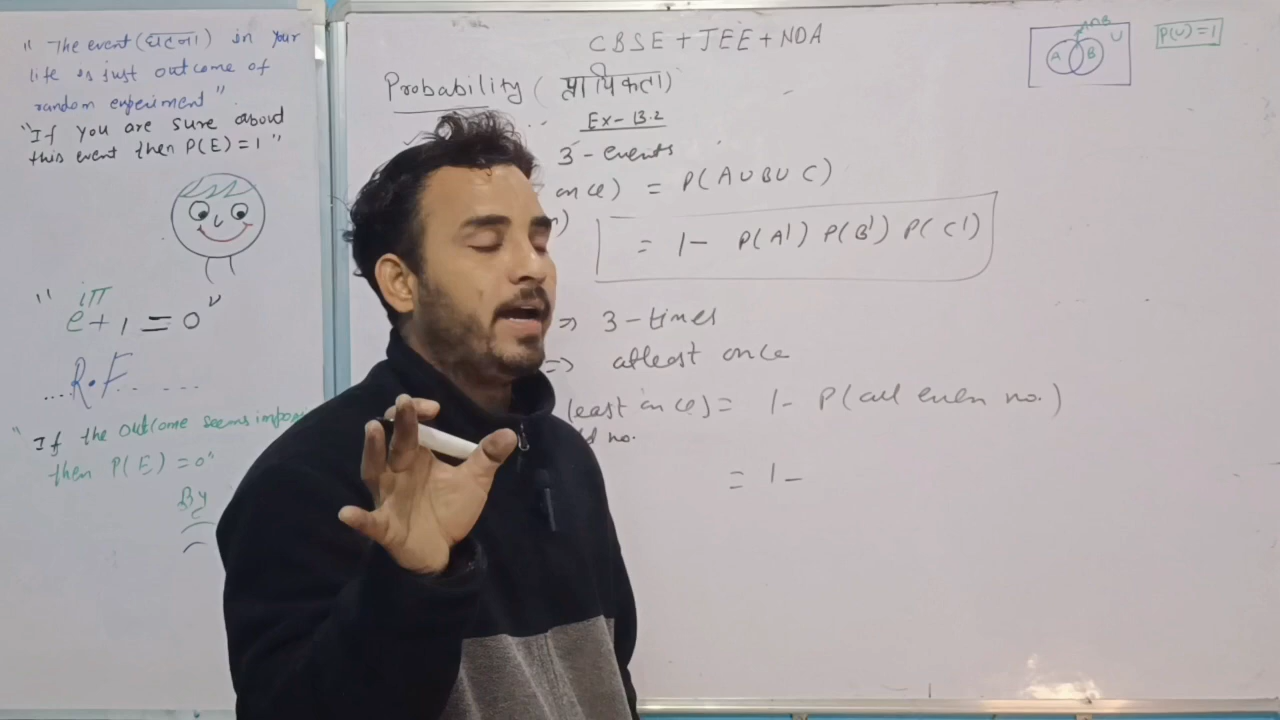 " The event (घटना) in your
life is just outcome of
random experiment"
"If you are sure about
this event then P(E) = 1"
" e^iπ + 1 = 0"
....R.F......
"If the outcome seems
then P(E) = 0"
By
CBSE + JEE + NDA
Probability (प्रायिकता)
Ex - 13.2
3 - events
once) = P(A∪B∪C)
= 1 - P(A') P(B') P(C')
=> 3 - times
=> atleast once
least once) = 1 - P(all even no.)
no.
= 1 -
A∩B
A B U
P(U) = 1